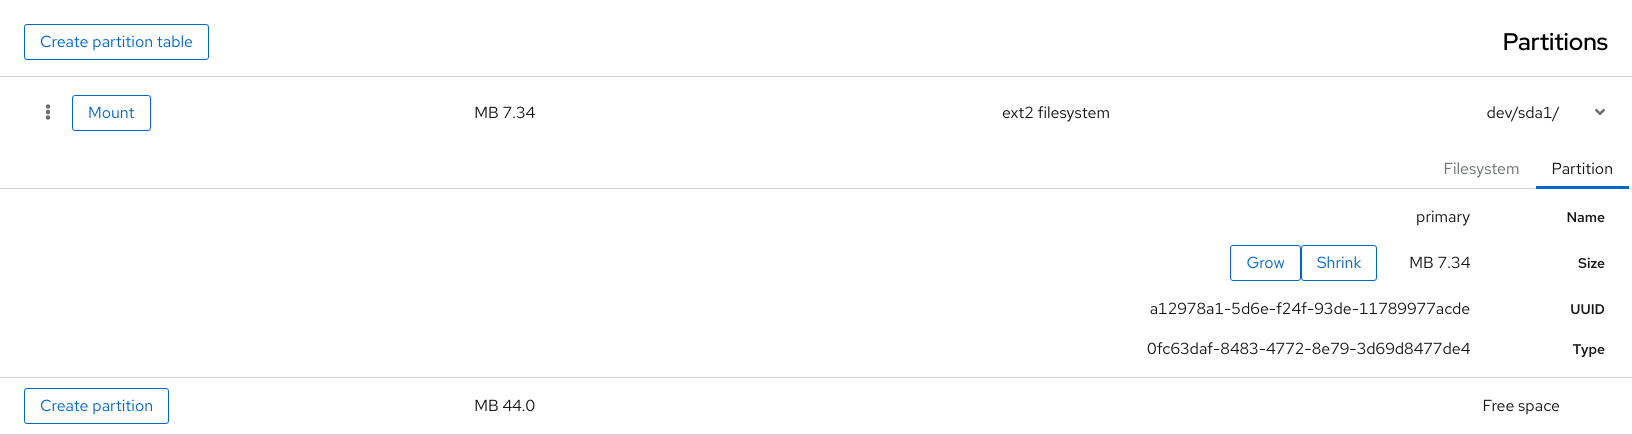 Partitions
Create partition table
dev/sda1/
ext2 filesystem
MB 7.34
Mount
Partition
Filesystem
Name
primary
Size
MB 7.34
Shrink
Grow
UUID
a12978a1-5d6e-f24f-93de-11789977acde
Type
0fc63daf-8483-4772-8e79-3d69d8477de4
Free space
MB 44.0
Create partition